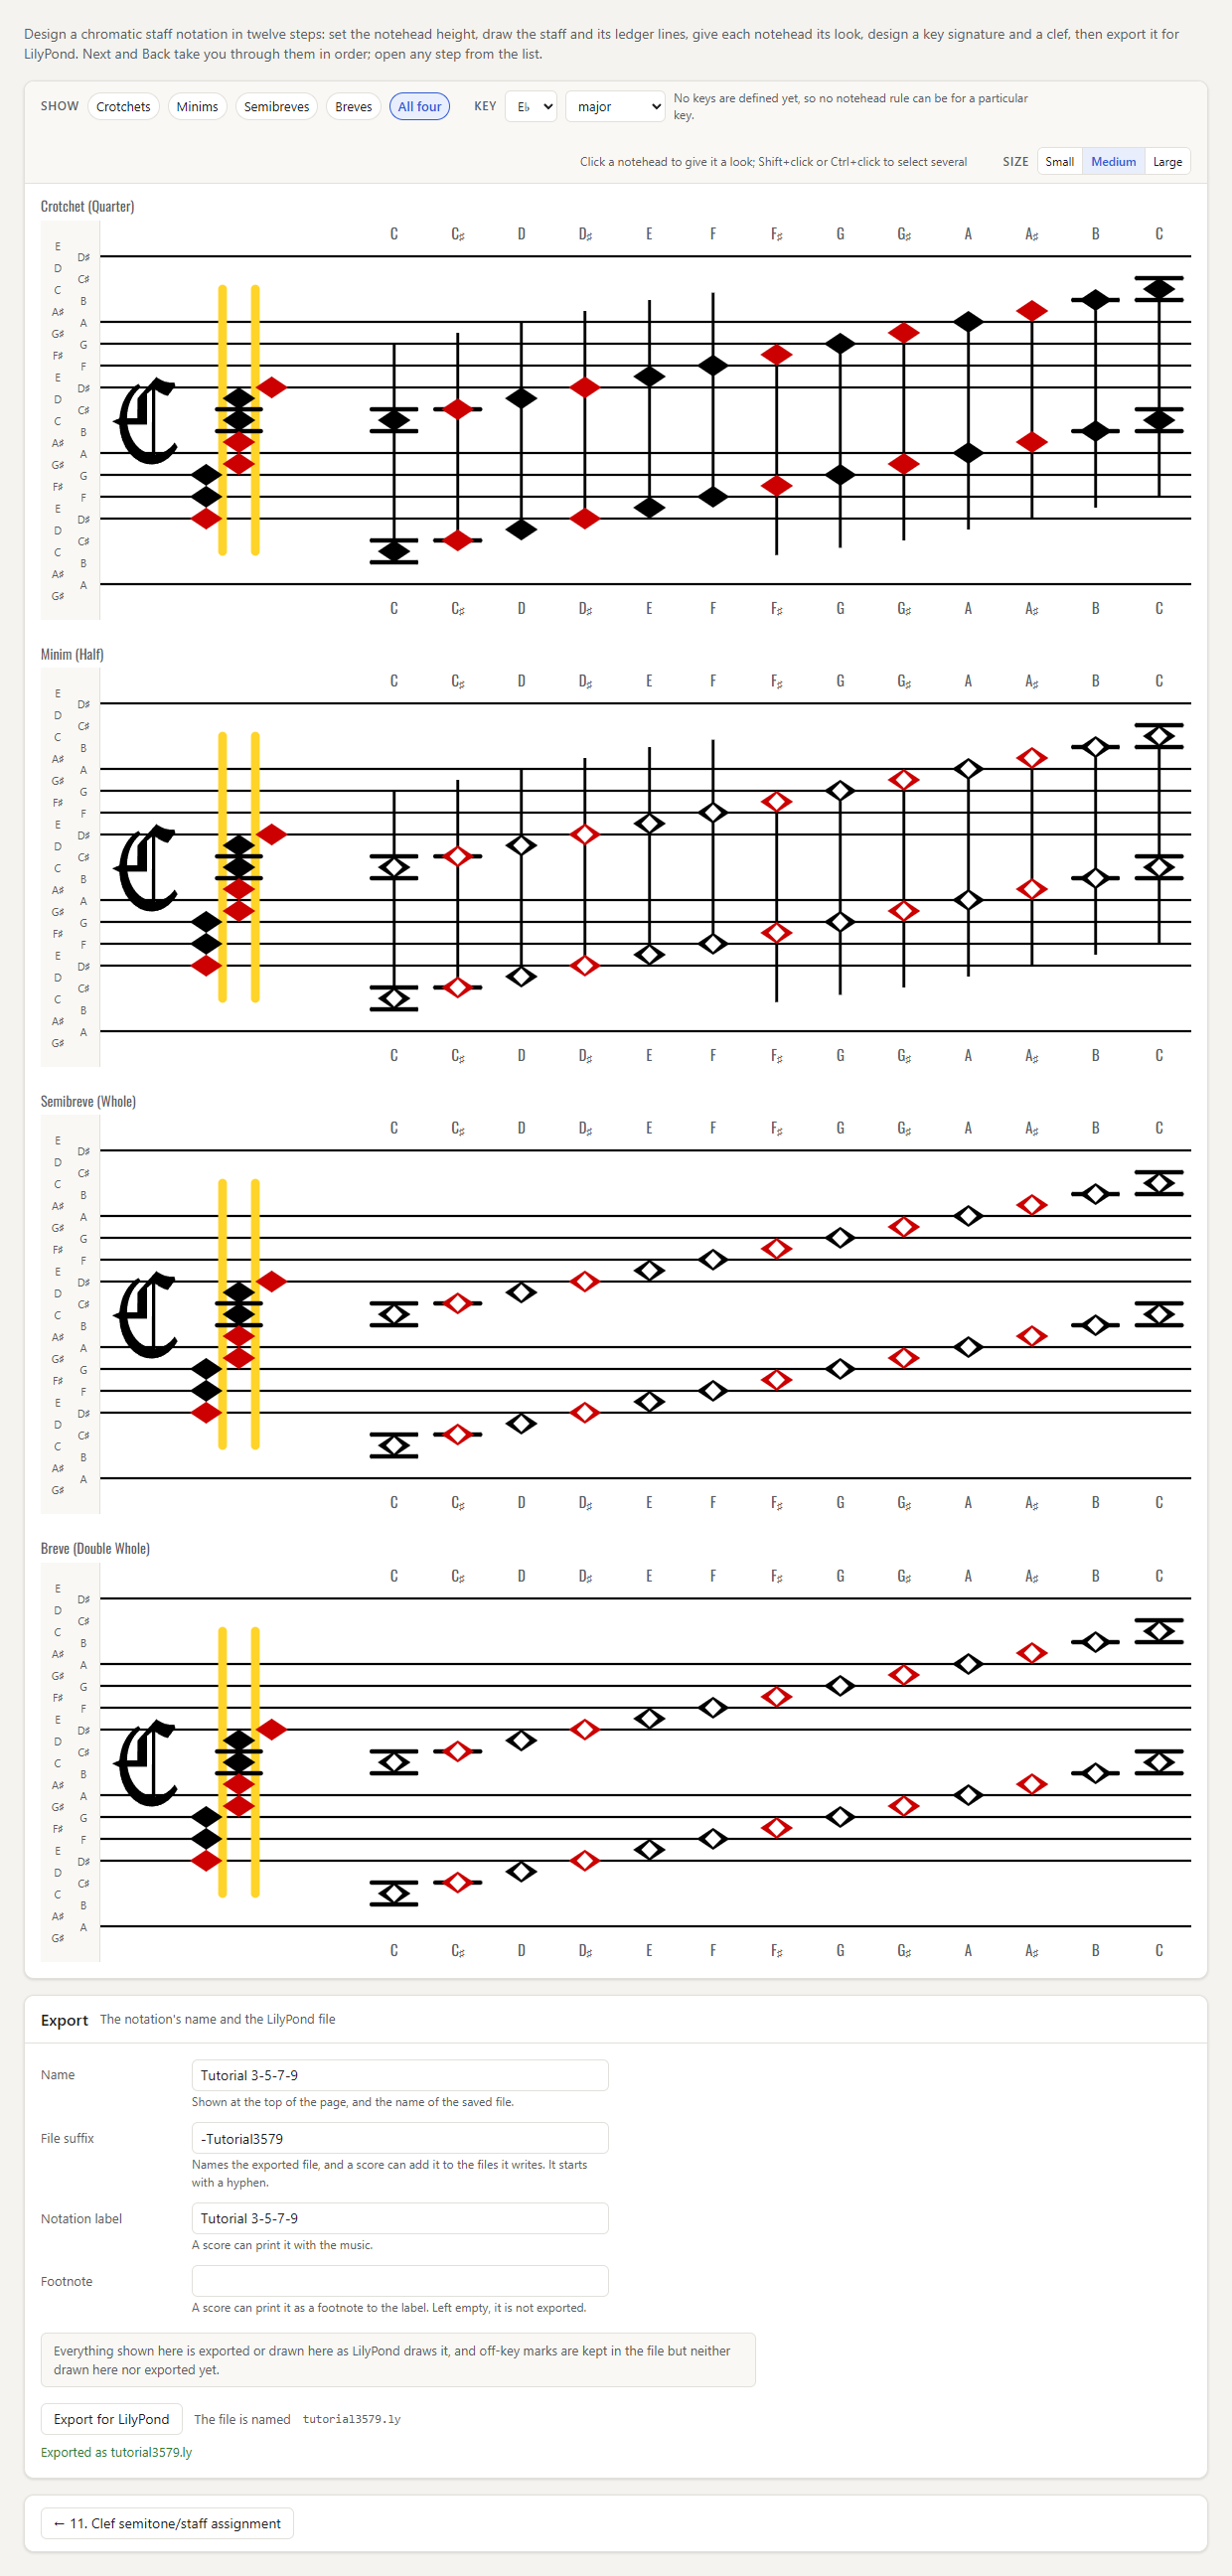 Design a chromatic staff notation in twelve steps: set the notehead height, draw the staff and its ledger lines, give each notehead its look, design a key signature and a clef, then export it for
LilyPond. Next and Back take you through them in order; open any step from the list.
SHOW Crotchets Minims Semibreves Breves All four KEY E♭ major No keys are defined yet, so no notehead rule can be for a particular
key.
Click a notehead to give it a look; Shift+click or Ctrl+click to select several SIZE Small Medium Large
Crotchet (Quarter)
C C♯ D D♯ E F F♯ G G♯ A A♯ B C
E
D♯
D
C♯
C
B
A♯
A
G♯
G
F♯
F
E
D♯
D
C♯
C
B
A♯
A
G♯
G
F♯
F
E
D♯
D
C♯
C
B
A♯
A
G♯
C C♯ D D♯ E F F♯ G G♯ A A♯ B C
Minim (Half)
C C♯ D D♯ E F F♯ G G♯ A A♯ B C
E
D♯
D
C♯
C
B
A♯
A
G♯
G
F♯
F
E
D♯
D
C♯
C
B
A♯
A
G♯
G
F♯
F
E
D♯
D
C♯
C
B
A♯
A
G♯
C C♯ D D♯ E F F♯ G G♯ A A♯ B C
Semibreve (Whole)
C C♯ D D♯ E F F♯ G G♯ A A♯ B C
E
D♯
D
C♯
C
B
A♯
A
G♯
G
F♯
F
E
D♯
D
C♯
C
B
A♯
A
G♯
G
F♯
F
E
D♯
D
C♯
C
B
A♯
A
G♯
C C♯ D D♯ E F F♯ G G♯ A A♯ B C
Breve (Double Whole)
C C♯ D D♯ E F F♯ G G♯ A A♯ B C
E
D♯
D
C♯
C
B
A♯
A
G♯
G
F♯
F
E
D♯
D
C♯
C
B
A♯
A
G♯
G
F♯
F
E
D♯
D
C♯
C
B
A♯
A
G♯
C C♯ D D♯ E F F♯ G G♯ A A♯ B C
Export The notation's name and the LilyPond file
Name Tutorial 3-5-7-9
Shown at the top of the page, and the name of the saved file.
File suffix -Tutorial3579
Names the exported file, and a score can add it to the files it writes. It starts
with a hyphen.
Notation label Tutorial 3-5-7-9
A score can print it with the music.
Footnote
A score can print it as a footnote to the label. Left empty, it is not exported.
Everything shown here is exported or drawn here as LilyPond draws it, and off-key marks are kept in the file but neither
drawn here nor exported yet.
Export for LilyPond The file is named tutorial3579.ly
Exported as tutorial3579.ly
← 11. Clef semitone/staff assignment